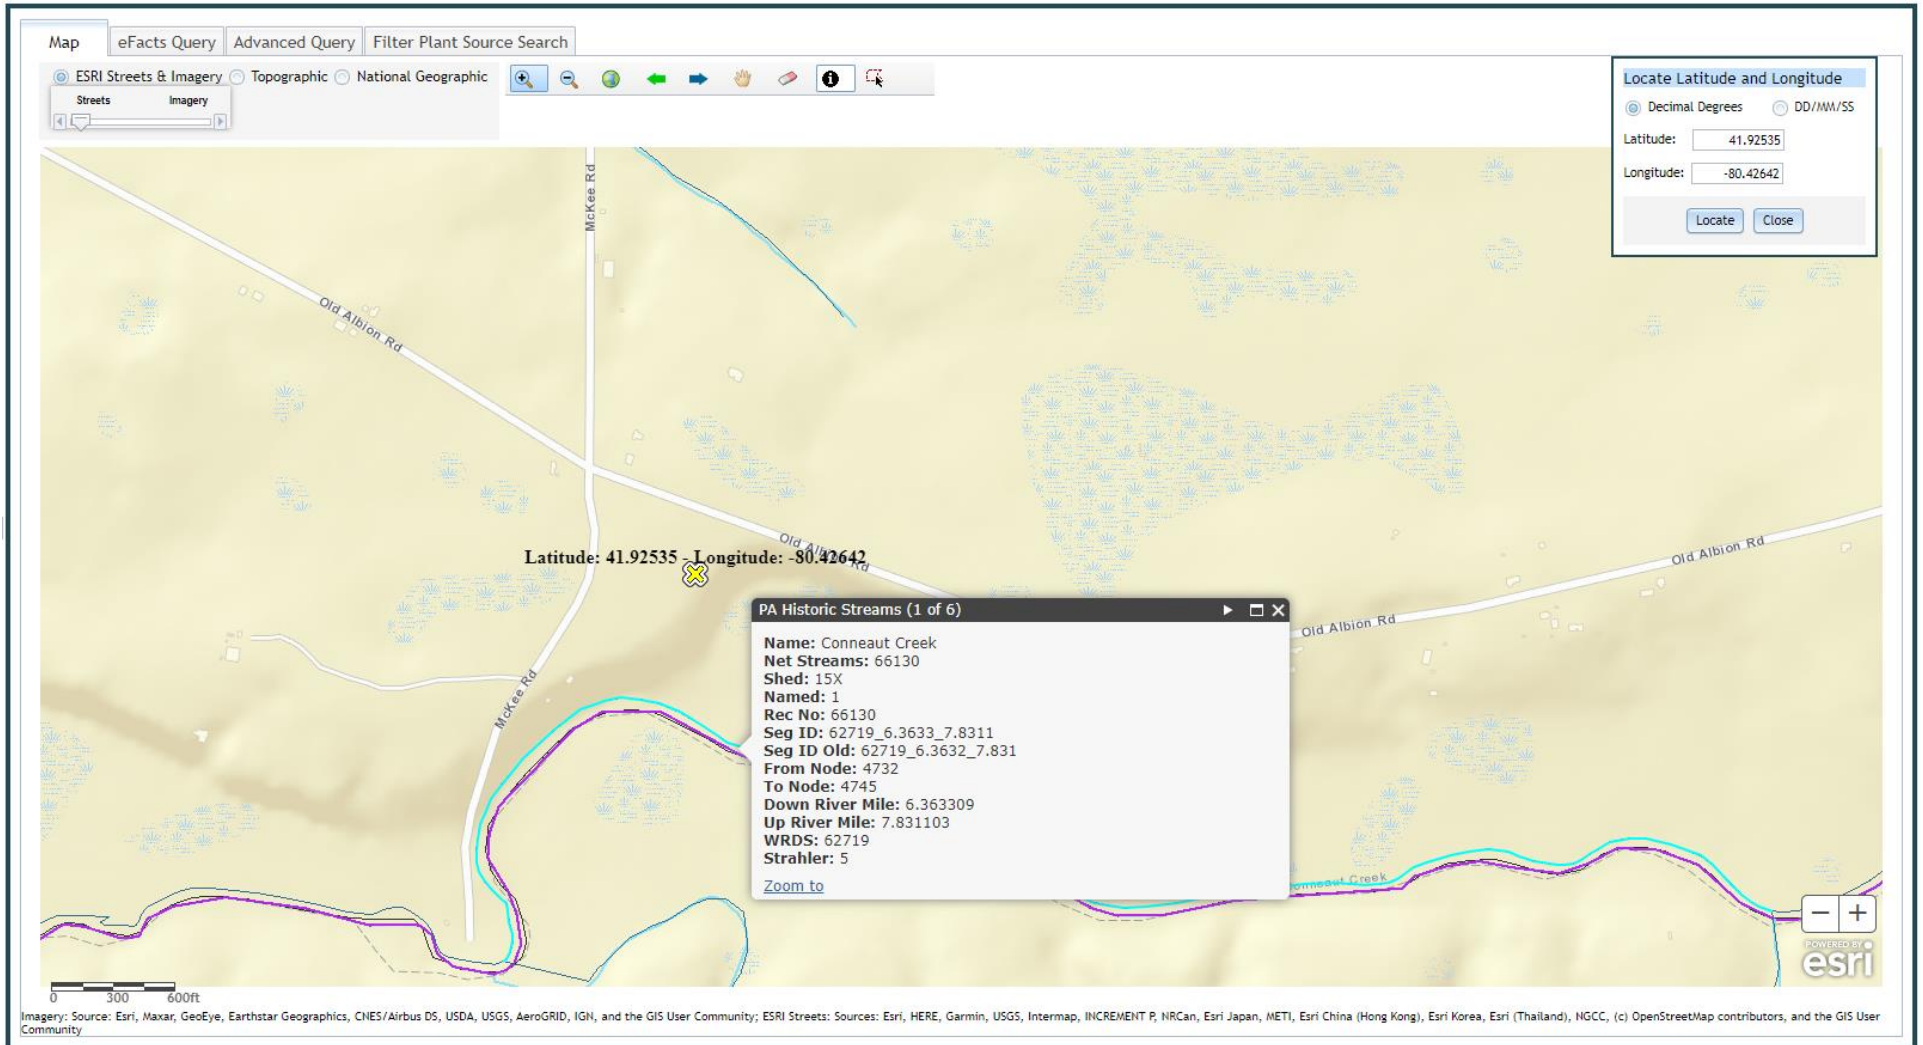 Map eFacts Query Advanced Query Filter Plant Source Search
ESRI Streets & Imagery Topographic National Geographic
Streets Imagery
Locate Latitude and Longitude
Decimal Degrees DD/MM/SS
Latitude: 41.92535
Longitude: -80.42642
Locate Close
McKee Rd
Old Albion Rd
Old Albion Rd
Latitude: 41.92535 - Longitude: -80.42642
Old Albion Rd
Old Albion Rd
McKee Rd
PA Historic Streams (1 of 6)
Name: Conneaut Creek
Net Streams: 66130
Shed: 15X
Named: 1
Rec No: 66130
Seg ID: 62719_6.3633_7.8311
Seg ID Old: 62719_6.3632_7.831
From Node: 4732
To Node: 4745
Down River Mile: 6.363309
Up River Mile: 7.831103
WRDS: 62719
Strahler: 5
Zoom to
Conneaut Creek
POWERED BY
esri
0 300 600ft
Imagery: Source: Esri, Maxar, GeoEye, Earthstar Geographics, CNES/Airbus DS, USDA, USGS, AeroGRID, IGN, and the GIS User Community; ESRI Streets: Sources: Esri, HERE, Garmin, USGS, Intermap, INCREMENT P, NRCan, Esri Japan, METI, Esri China (Hong Kong), Esri Korea, Esri (Thailand), NGCC, (c) OpenStreetMap contributors, and the GIS User
Community